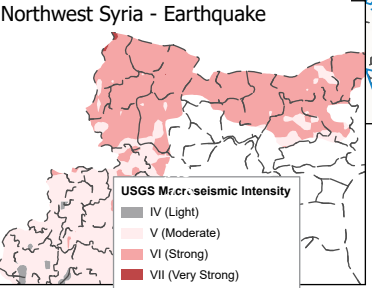 Northwest Syria - Earthquake
USGS Macroseismic Intensity
IV (Light)
V (Moderate)
VI (Strong)
VII (Very Strong)